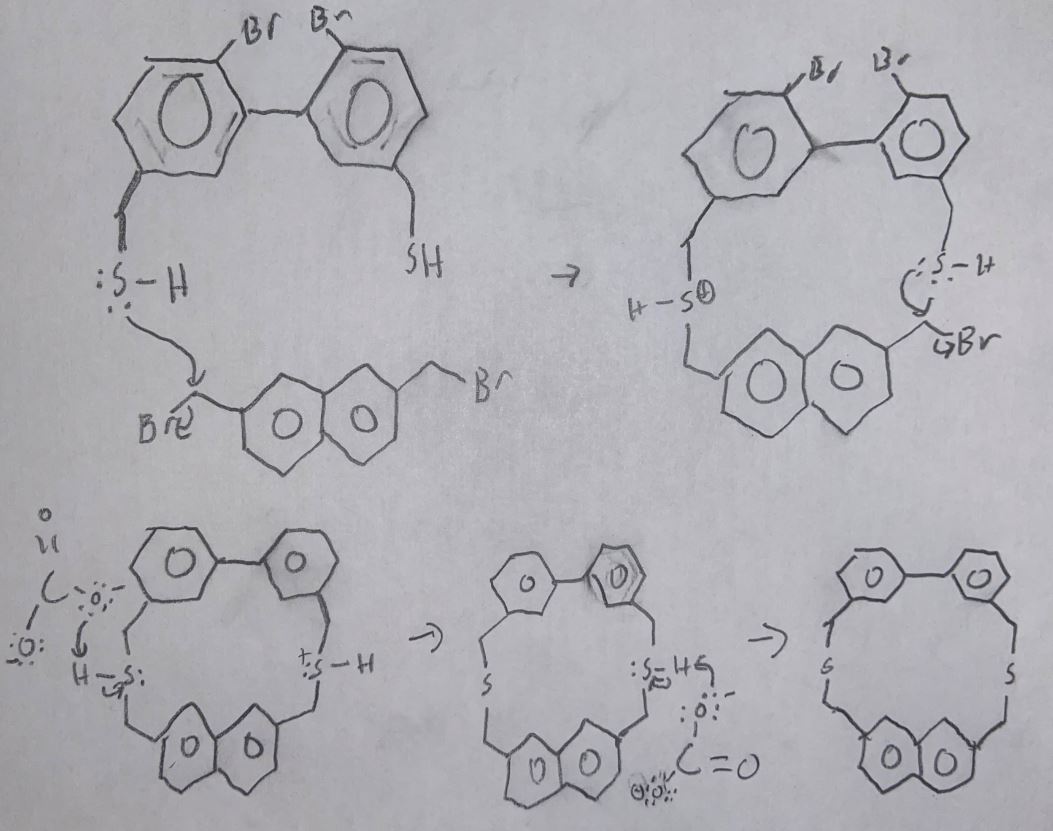 Br Br
:S-H SH
→
Br Br
H-S⊕
:S-H
Br
Br
Br
O
C O
:O:
H-S:
+:S-H
→
S
:S-H
:O:-
C=O
⊖:O:
→
S S